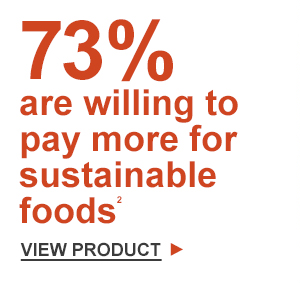 73%
are willing to
pay more for
sustainable
foods²
VIEW PRODUCT ►